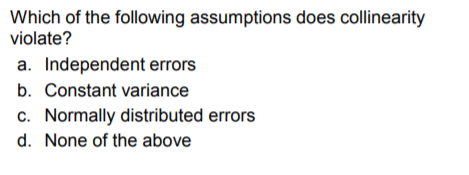 Which of the following assumptions does collinearity
violate?
a. Independent errors
b. Constant variance
c. Normally distributed errors
d. None of the above